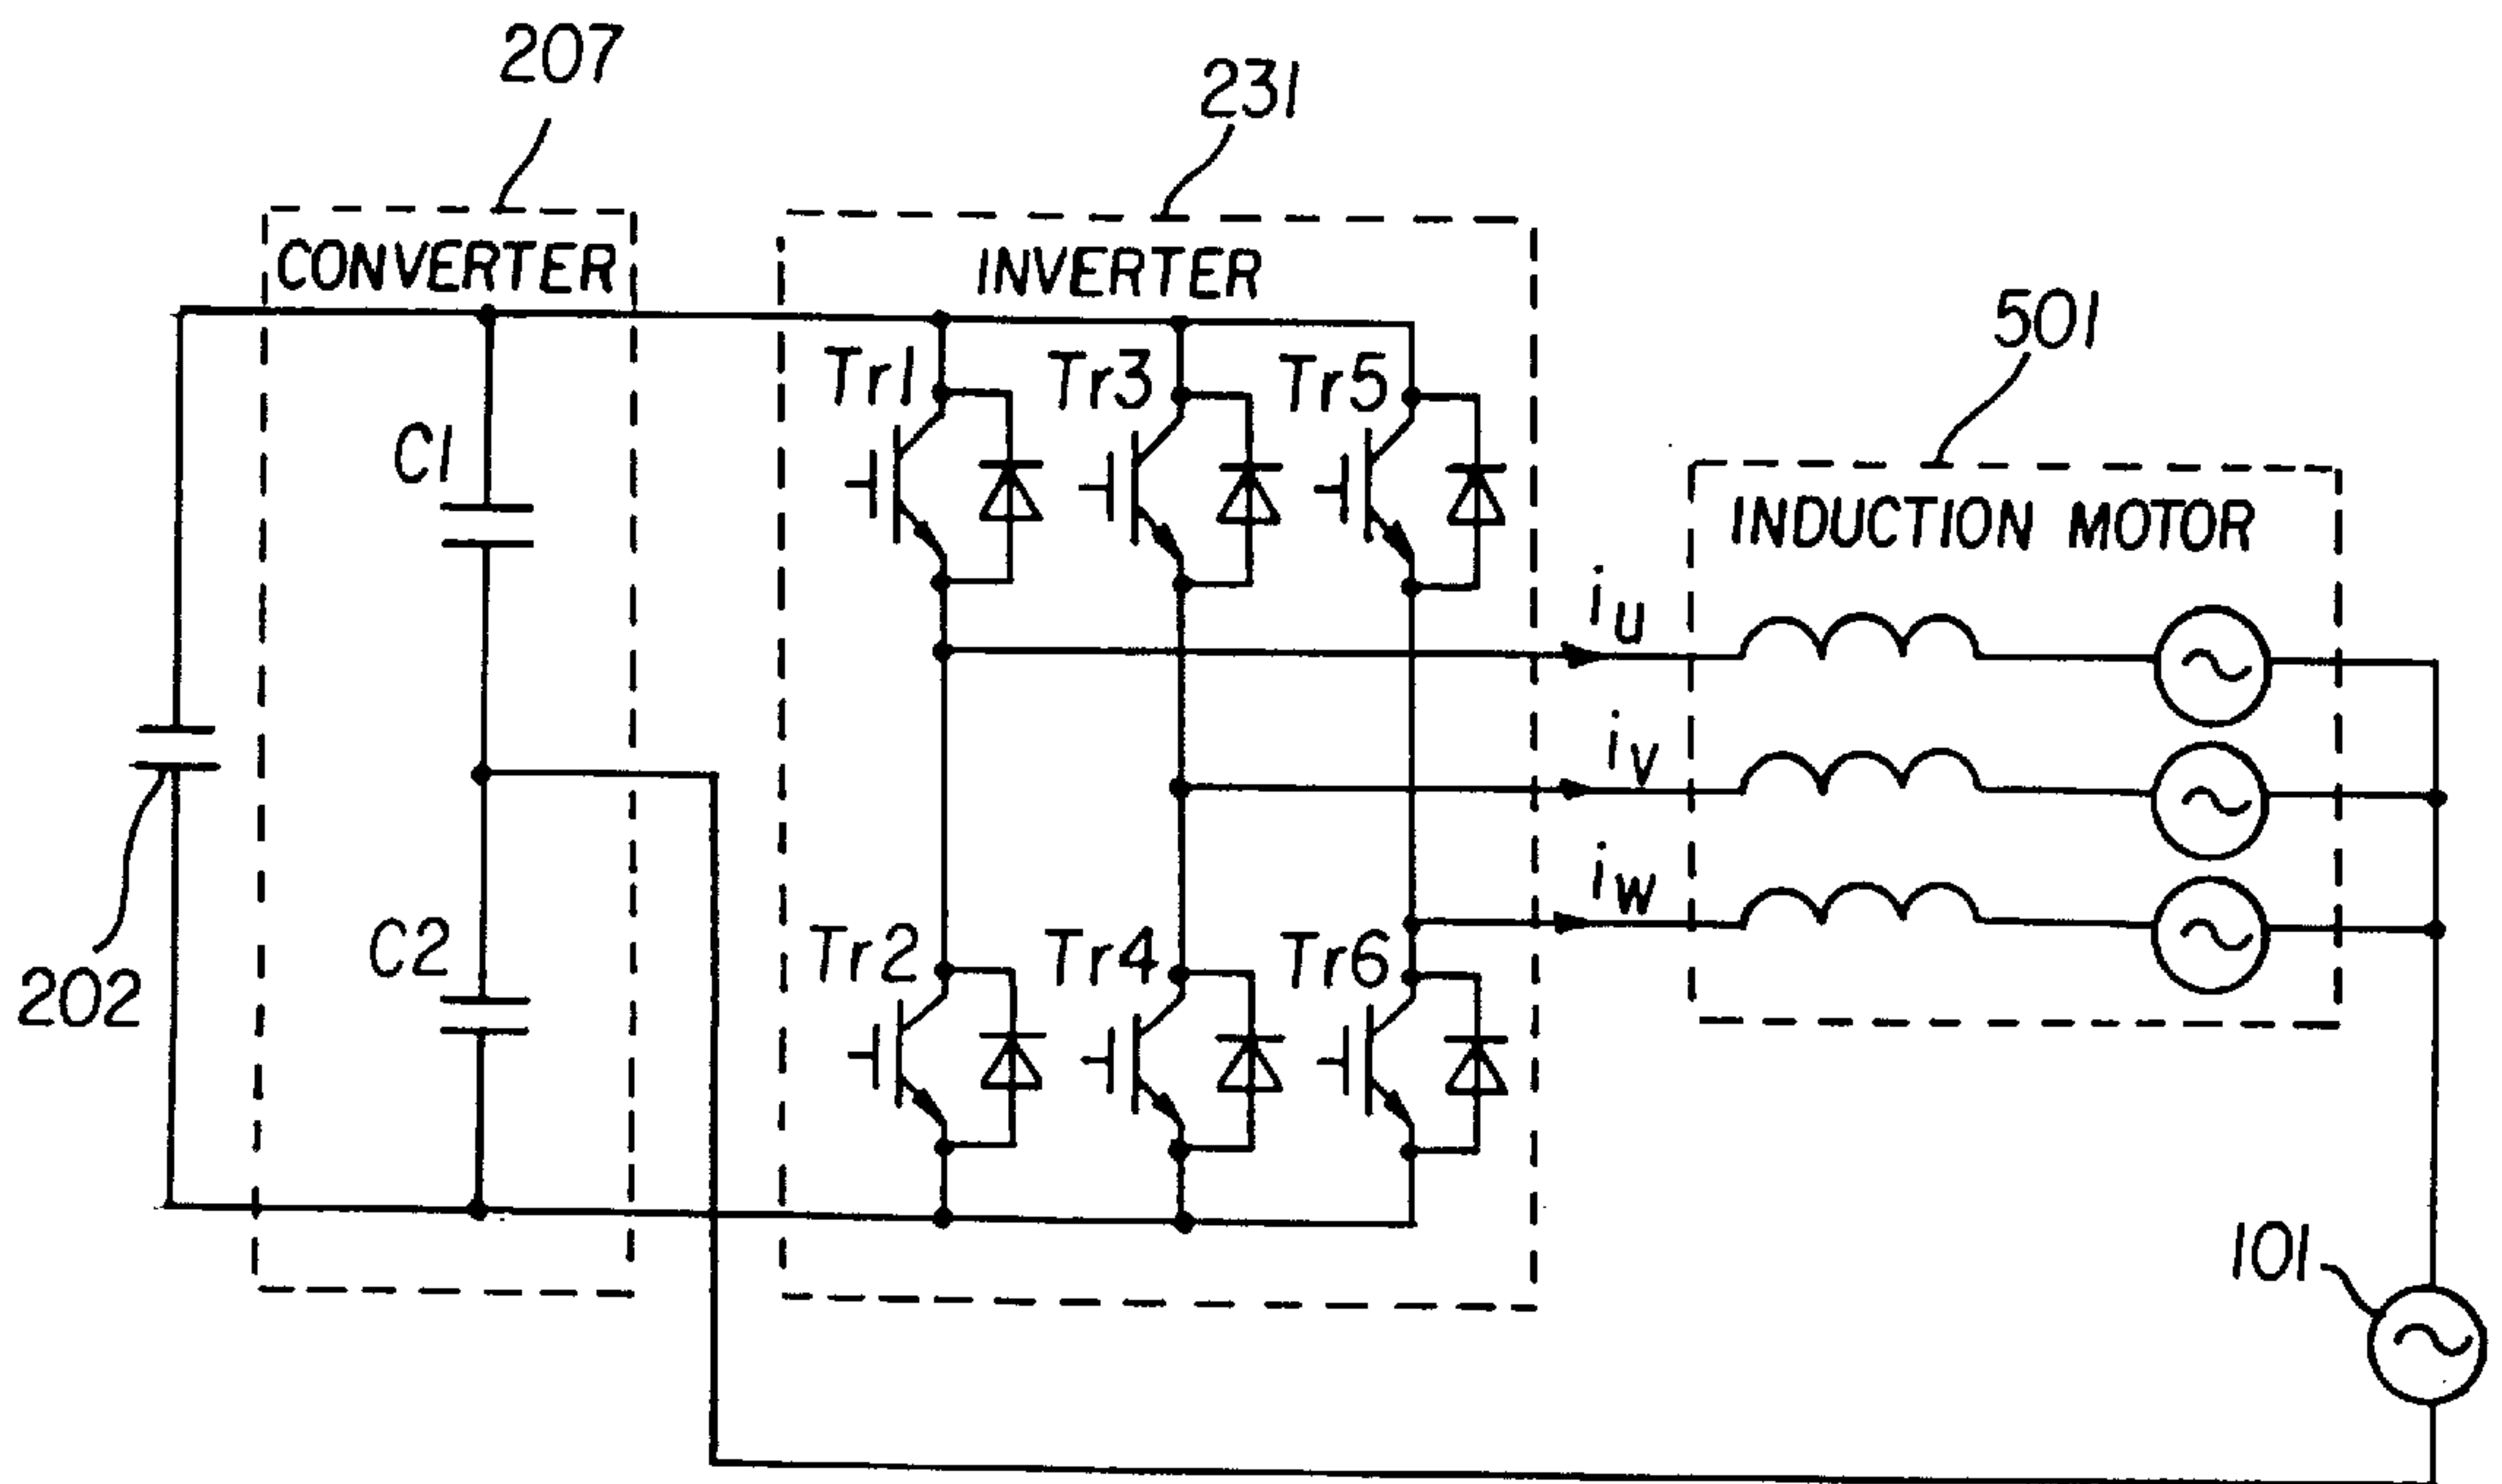 207
231
CONVERTER
INVERTER
501
Tr1
Tr3
Tr5
C1
INDUCTION MOTOR
iu
iv
iw
C2
Tr2
Tr4
Tr6
202
101